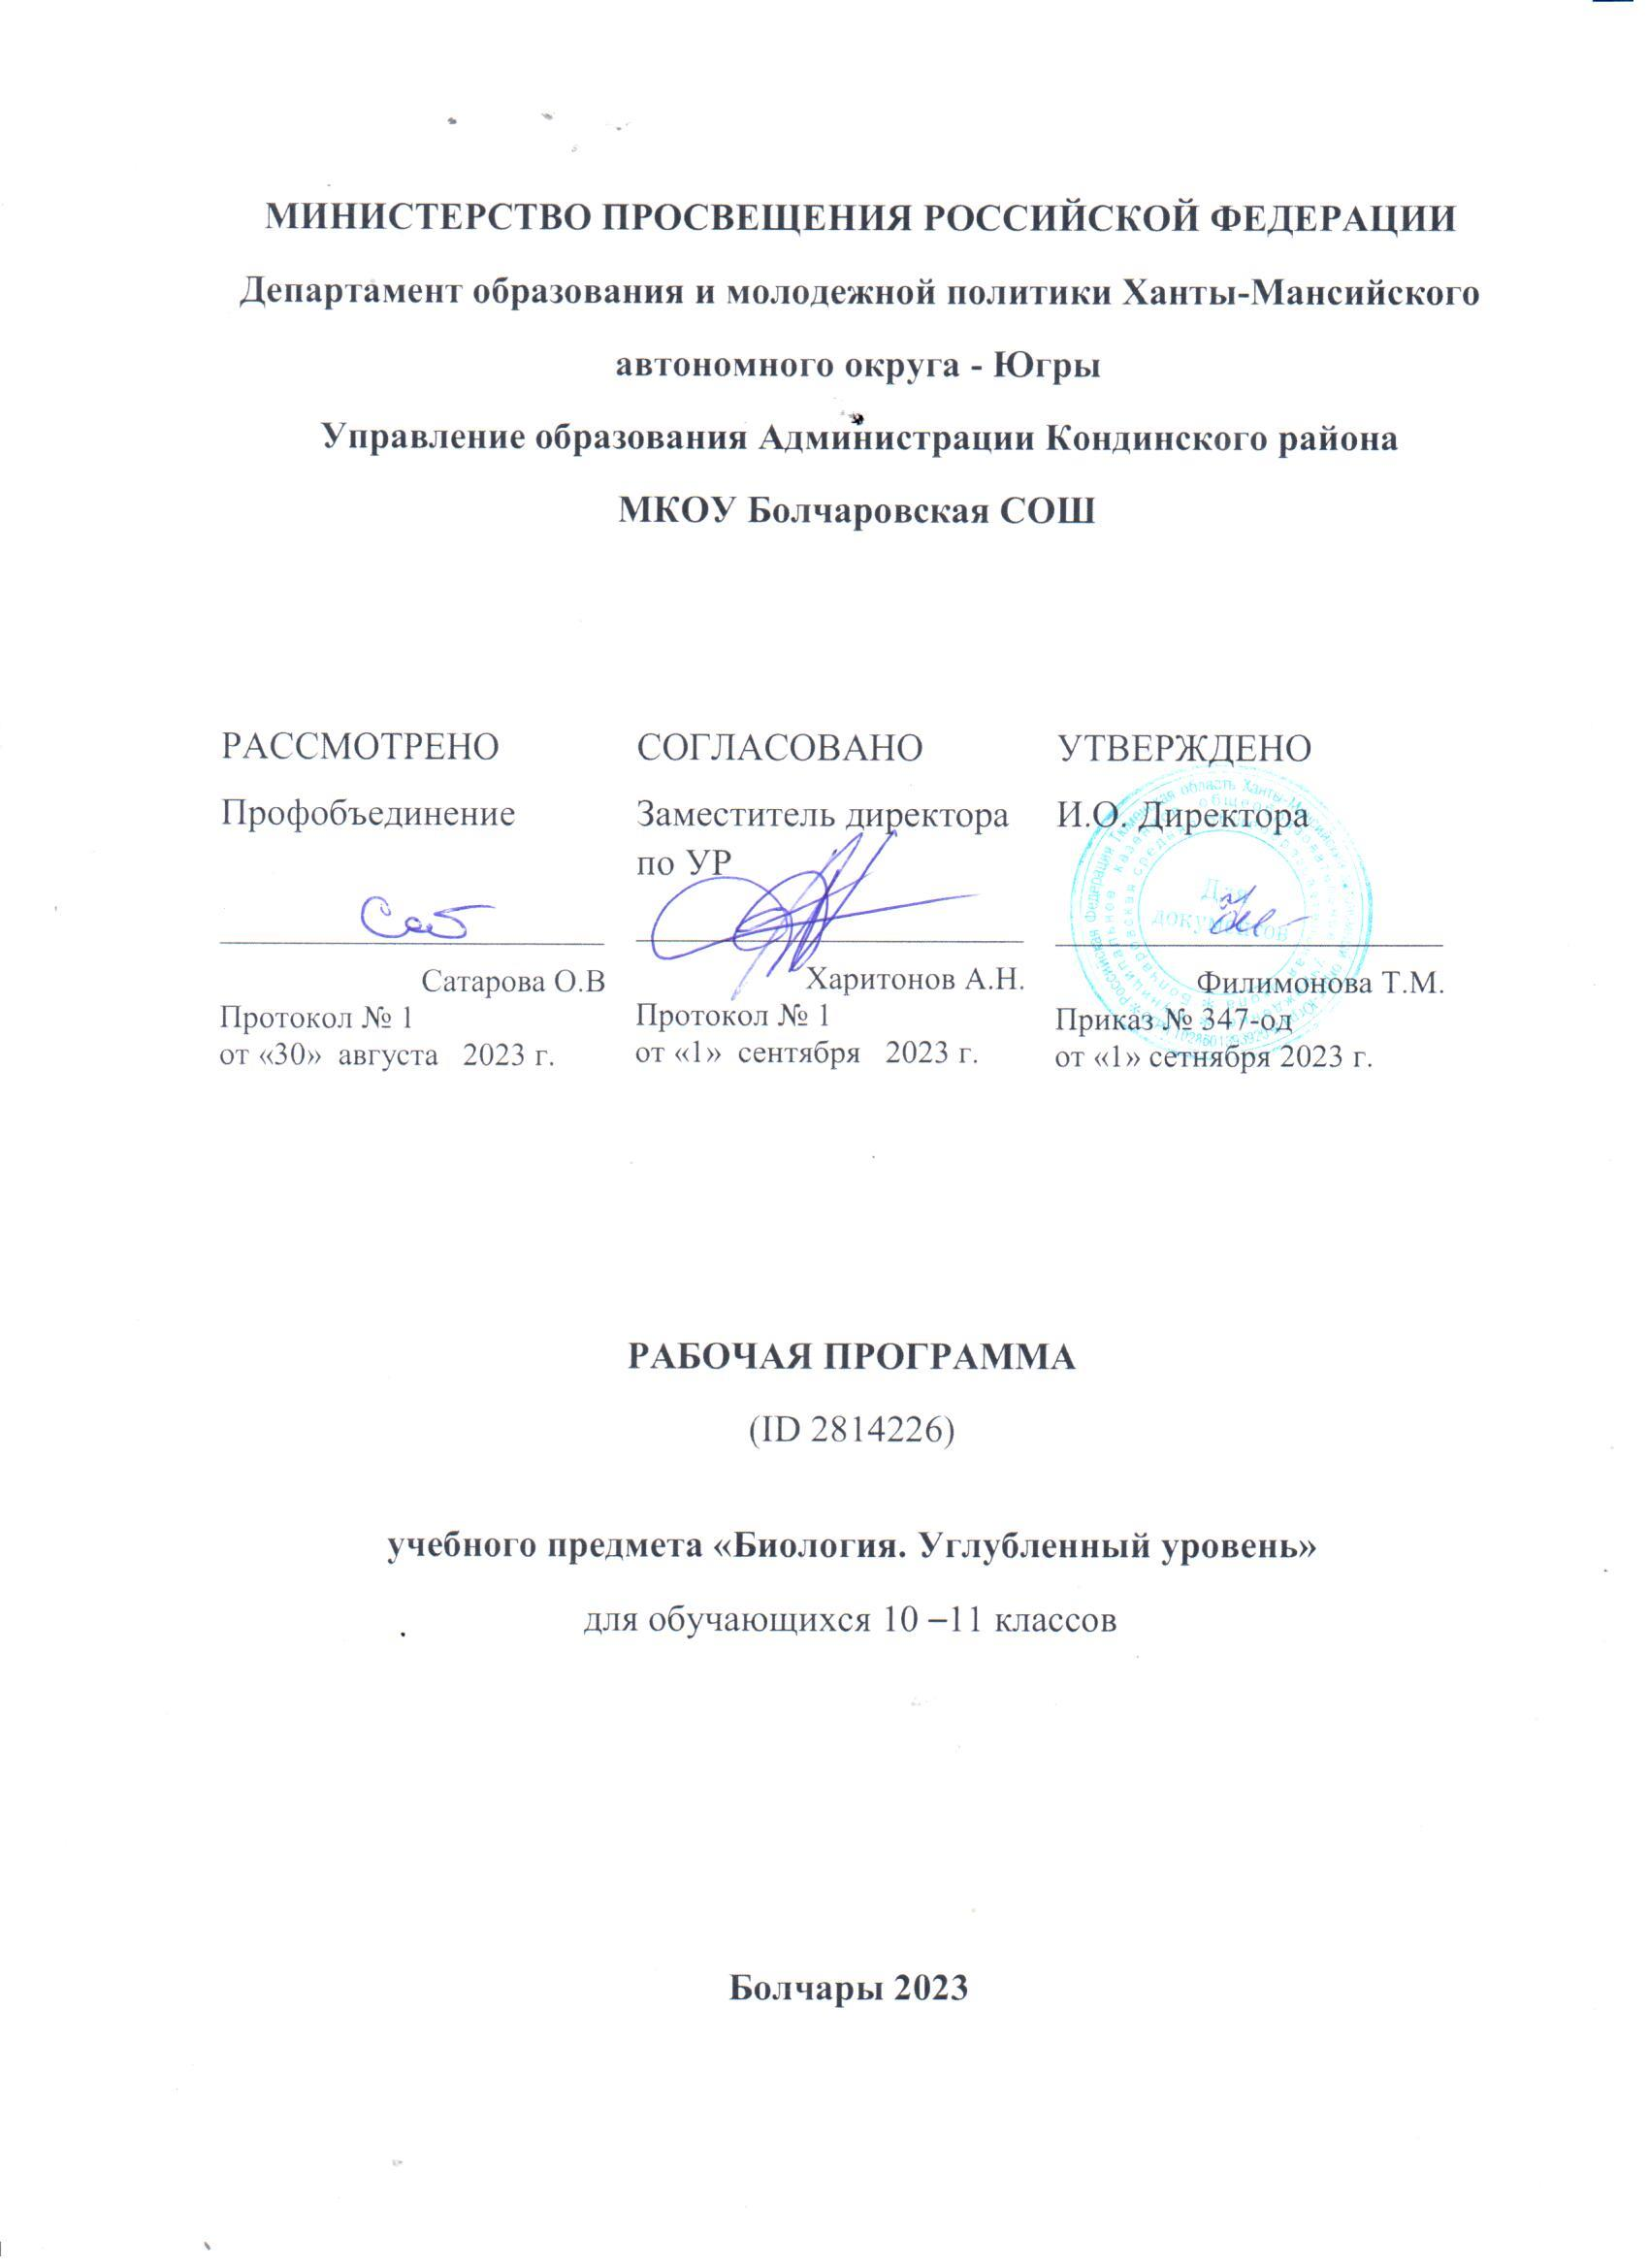 МИНИСТЕРСТВО ПРОСВЕЩЕНИЯ РОССИЙСКОЙ ФЕДЕРАЦИИ
Департамент образования и молодежной политики Ханты-Мансийского
автономного округа - Югры
Управление образования Администрации Кондинского района
МКОУ Болчаровская СОШ
РАССМОТРЕНО
Профобъединение
Сатарова О.В
Протокол № 1
от «30» августа 2023 г.
СОГЛАСОВАНО
Заместитель директора
по УР
Харитонов А.Н.
Протокол № 1
от «1» сентября 2023 г.
УТВЕРЖДЕНО
И.О. Директора
Для
документов
Филимонова Т.М.
Приказ № 347-од
от «1» сетнября 2023 г.
РАБОЧАЯ ПРОГРАММА
(ID 2814226)
учебного предмета «Биология. Углубленный уровень»
для обучающихся 10 –11 классов
Болчары 2023